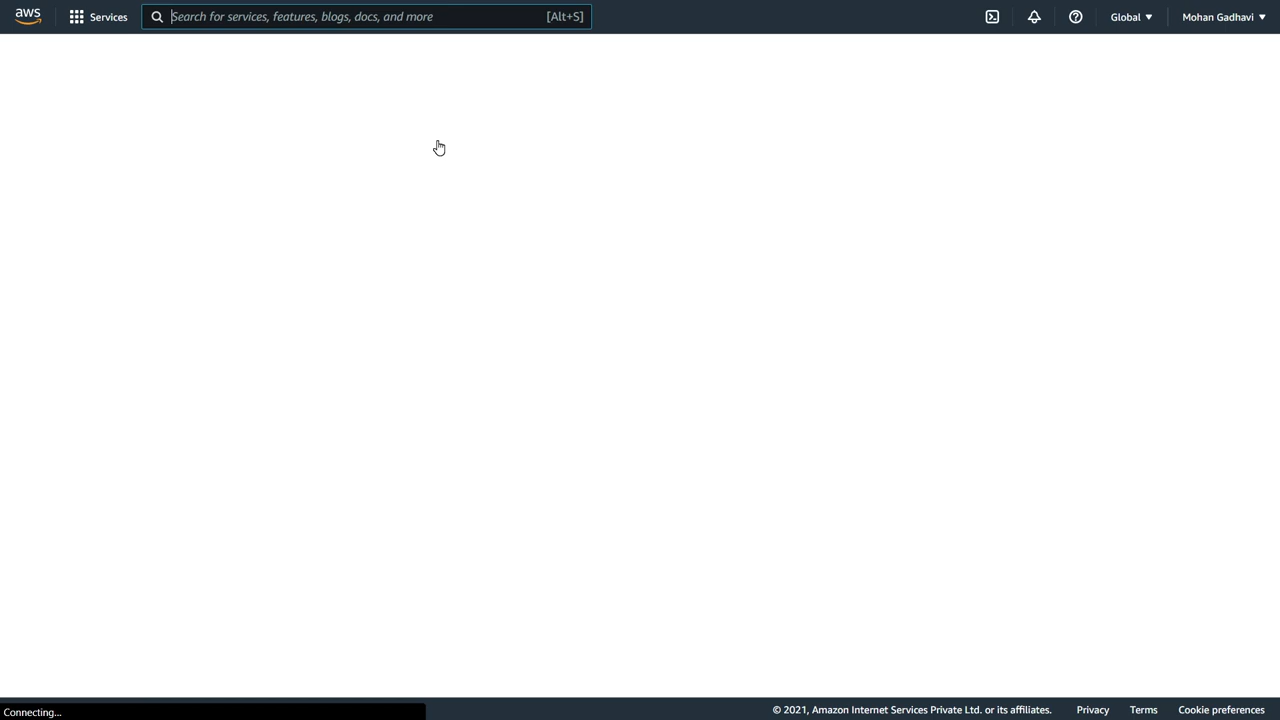 aws
Services
Search for services, features, blogs, docs, and more
[Alt+S]
Global
Mohan Gadhavi
Connecting...
© 2021, Amazon Internet Services Private Ltd. or its affiliates.
Privacy
Terms
Cookie preferences